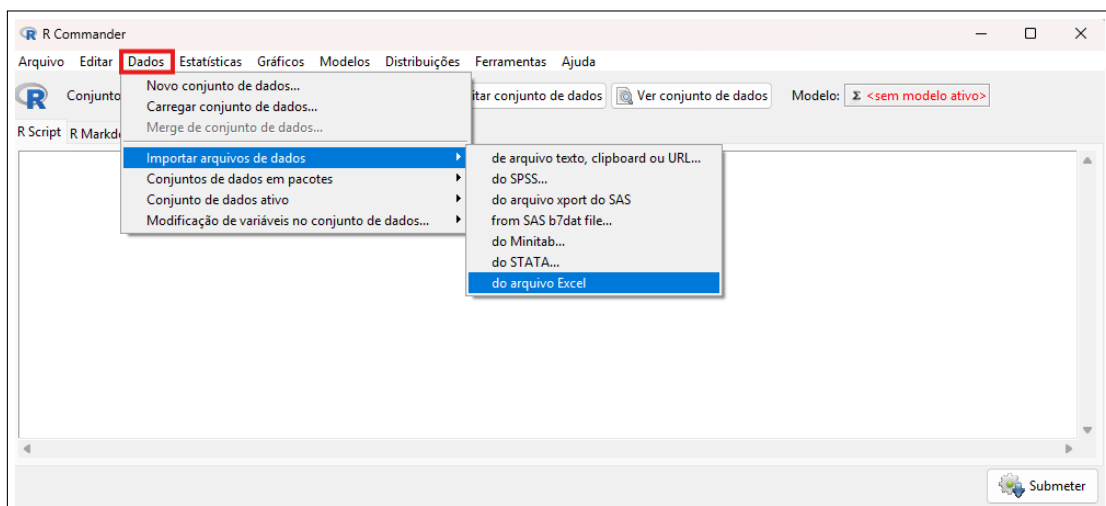 R Commander
Arquivo Editar Dados Estatísticas Gráficos Modelos Distribuições Ferramentas Ajuda
Conjunto itar conjunto de dados Ver conjunto de dados Modelo: Σ <sem modelo ativo>
R Script R Markd
Novo conjunto de dados...
Carregar conjunto de dados...
Merge de conjunto de dados...
Importar arquivos de dados
Conjuntos de dados em pacotes
Conjunto de dados ativo
Modificação de variáveis no conjunto de dados...
de arquivo texto, clipboard ou URL...
do SPSS...
do arquivo xport do SAS
from SAS b7dat file...
do Minitab...
do STATA...
do arquivo Excel
Submeter